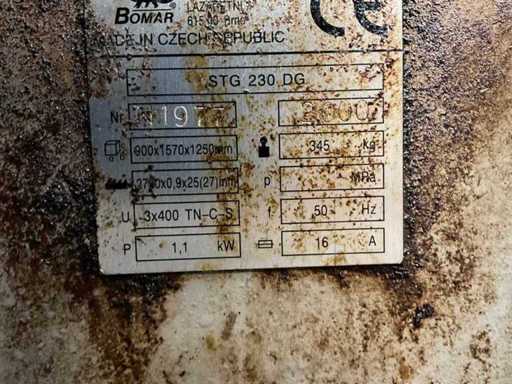 BOMAR
MADE IN CZECH REPUBLIC
CE
STG 230 DG
Nr
900x1570x1250mm
345 Kg
p MPa
U 3x400 TN-C-S
f 50 Hz
P 1,1 kW
16 A